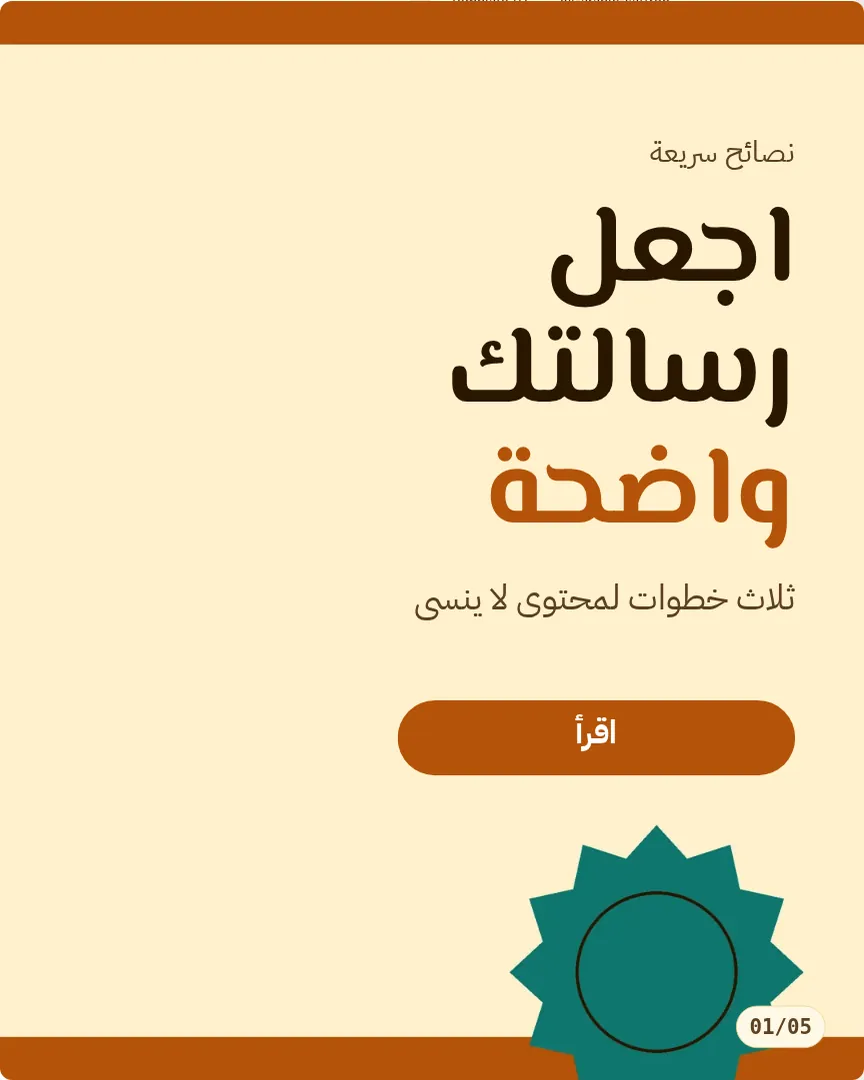 نصائح سريعة
اجعل
رسالتك
واضحة
ثلاث خطوات لمحتوى لا ينسى
اقرأ
01/05